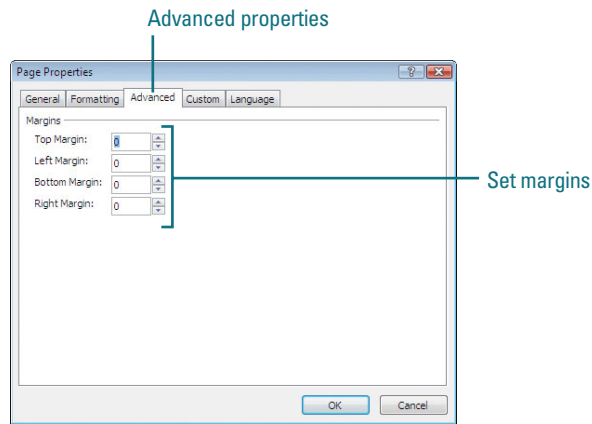 Advanced properties
Page Properties
General Formatting Advanced Custom Language
Margins
Top Margin: 0
Left Margin: 0
Bottom Margin: 0
Right Margin: 0
Set margins
OK Cancel